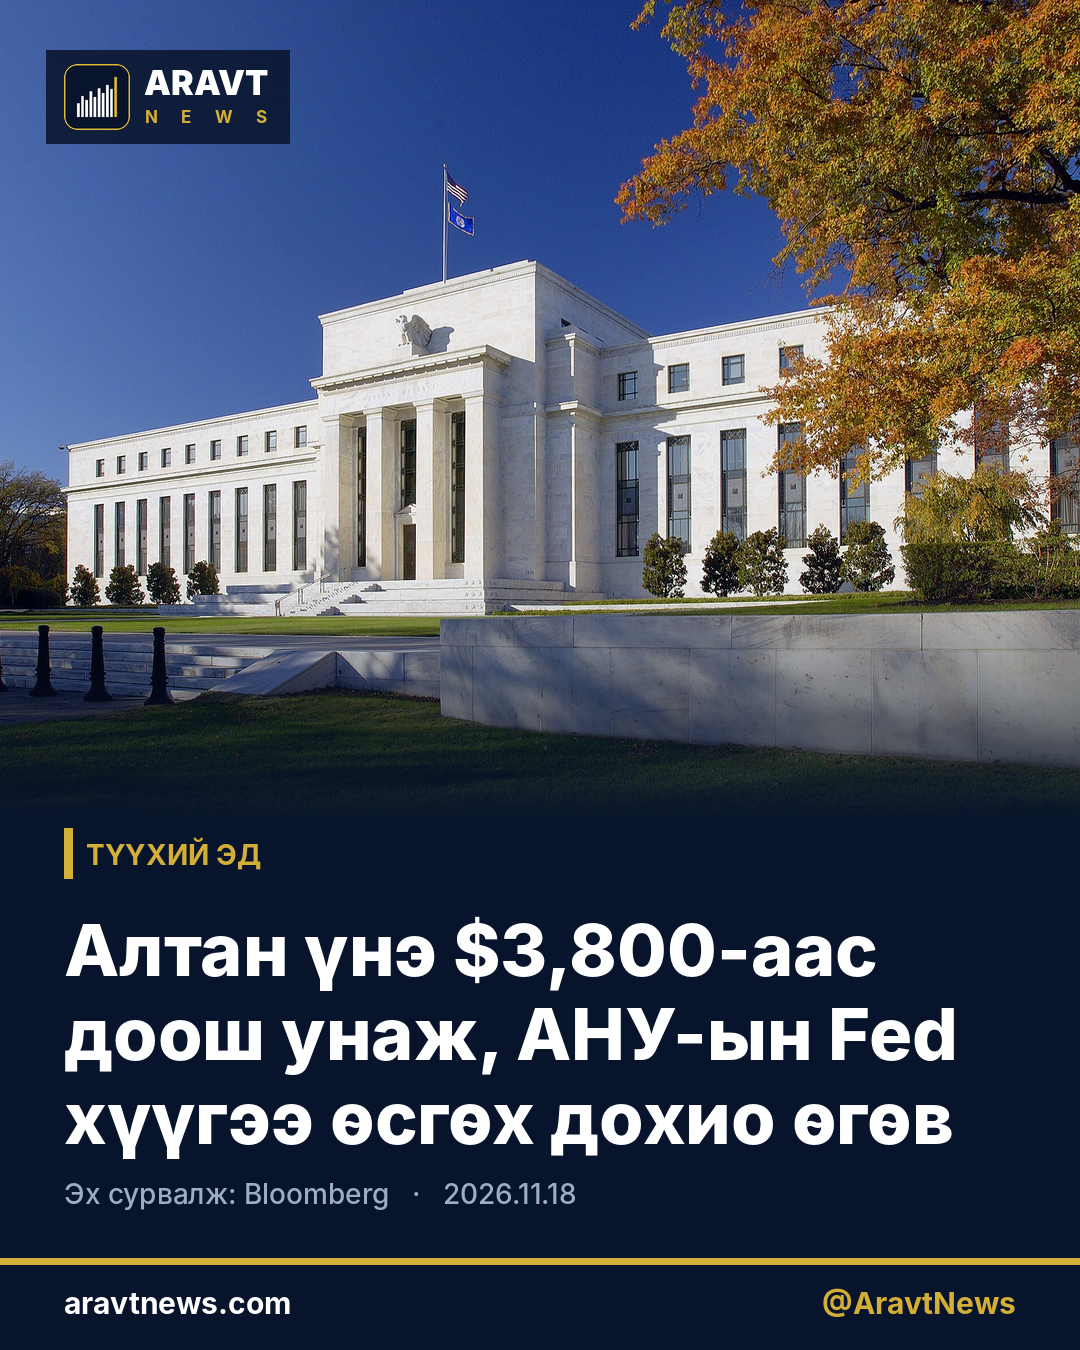 ARAVT
NEWS
ТҮҮХИЙ ЭД
Алтан үнэ $3,800-аас
доош унаж, АНУ-ын Fed
хүүгээ өсгөх дохио өгөв
Эх сурвалж: Bloomberg · 2026.11.18
aravtnews.com
@AravtNews